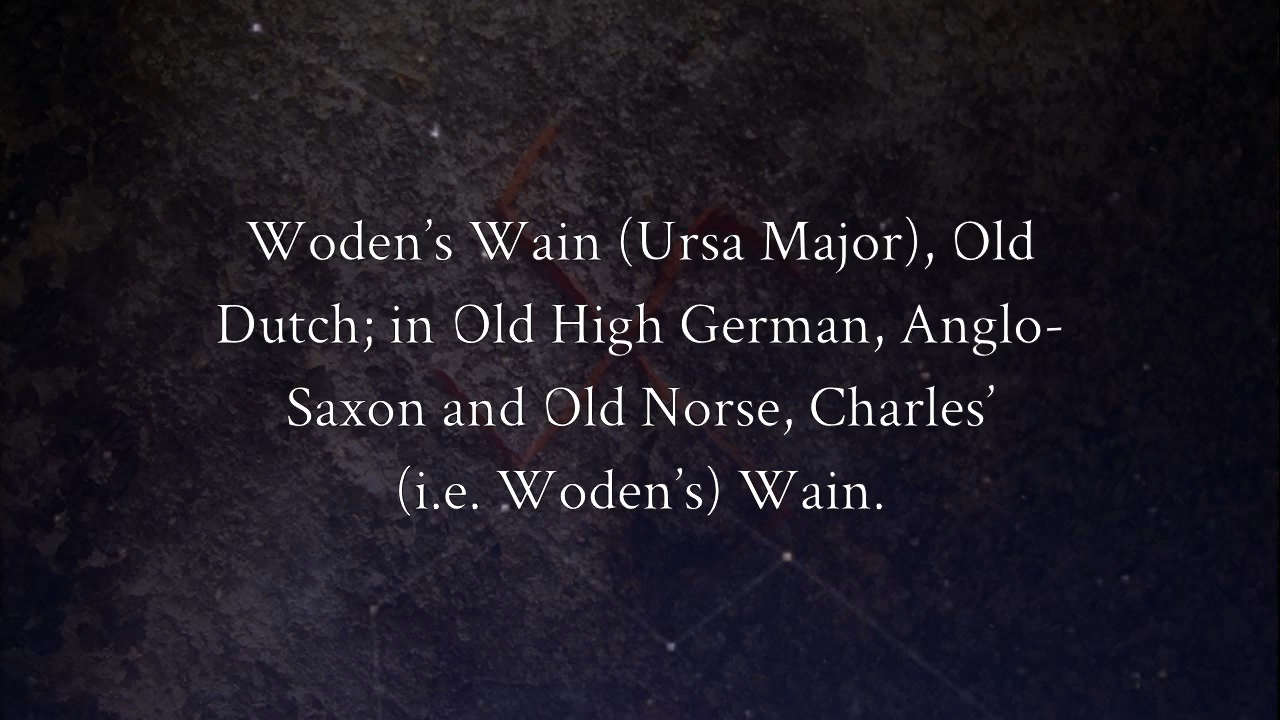 Woden’s Wain (Ursa Major), Old
Dutch; in Old High German, Anglo-
Saxon and Old Norse, Charles’
(i.e. Woden’s) Wain.